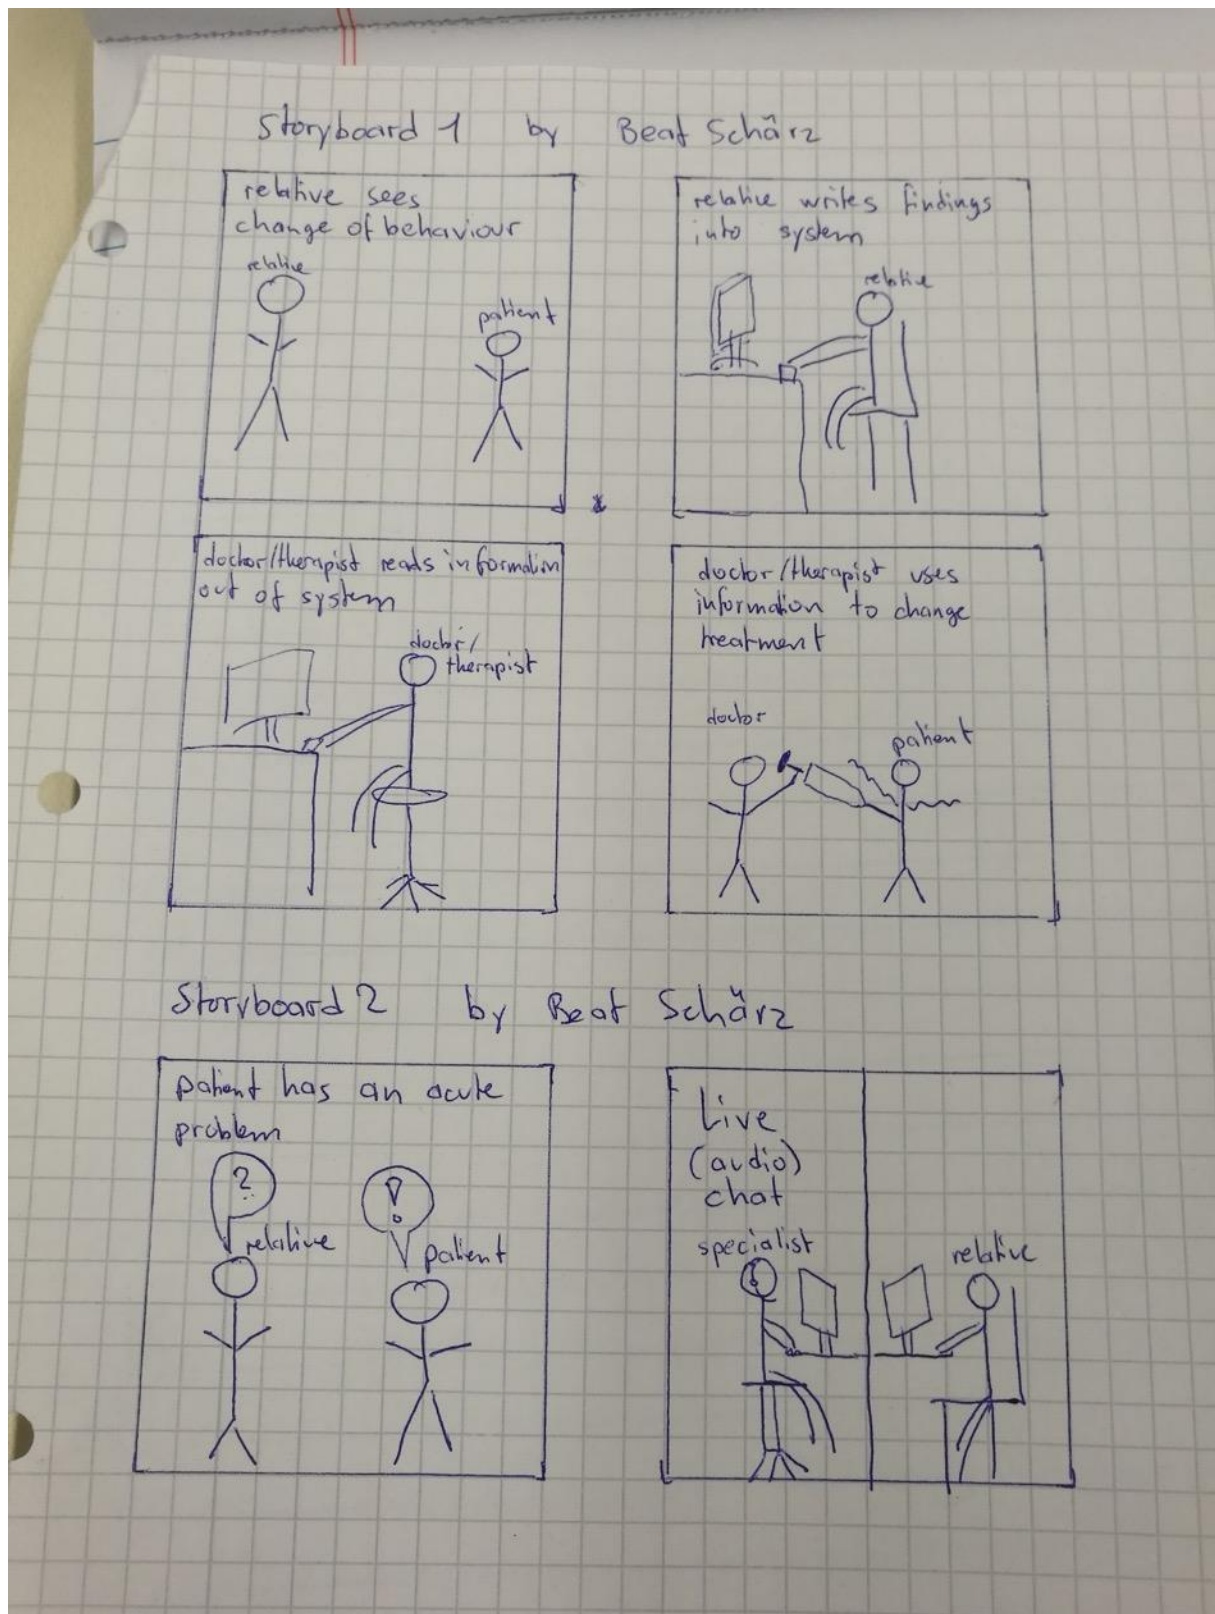 Storyboard 1 by Beat Schärz
relative sees
change of behaviour
relative
patient
relative writes findings
into system
relative
doctor/therapist reads information
out of system
doctor/
therapist
doctor/therapist uses
information to change
treatment
doctor
patient
Storyboard 2 by Beat Schärz
patient has an acute
problem
?
!
relative
patient
Live
(audio)
chat
specialist
relative